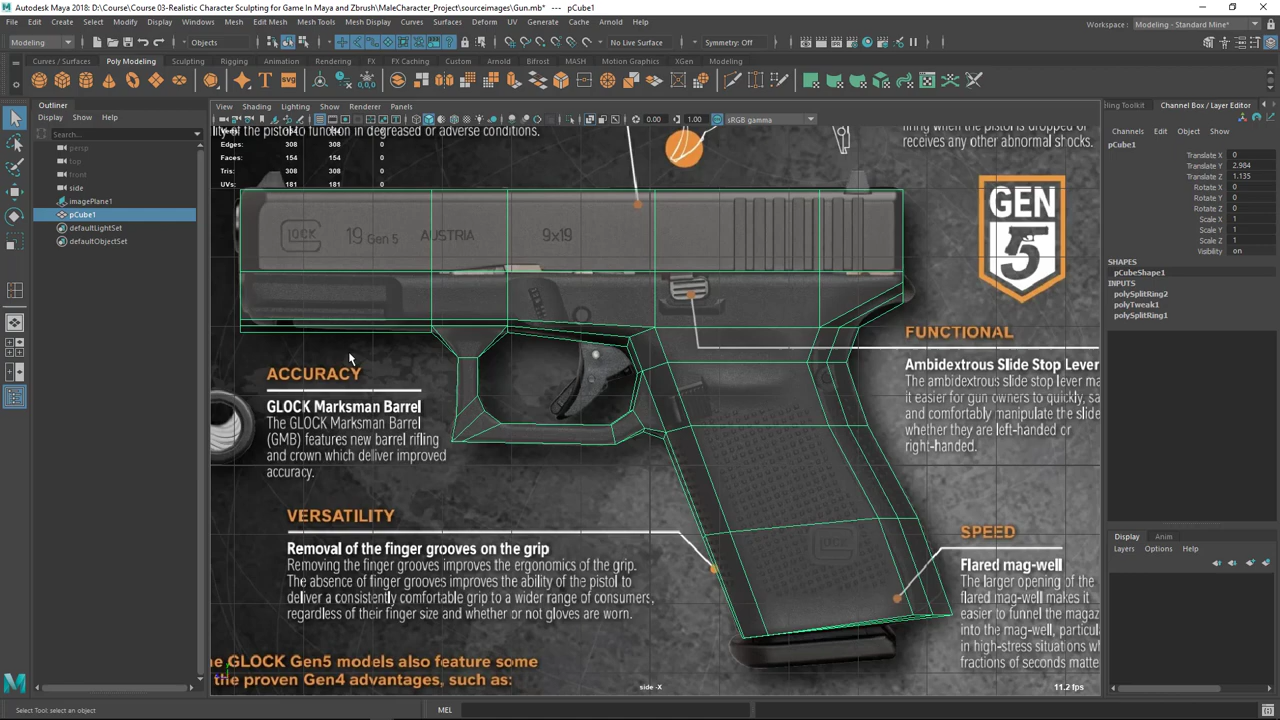 Autodesk Maya 2018: D:\Course\Course 03-Realistic Character Sculpting for Game In Maya and Zbrush\MaleCharacter_Project\sourceimages\Gun.mb* --- pCube1
File Edit Create Select Modify Display Windows Mesh Edit Mesh Mesh Tools Mesh Display Curves Surfaces Deform UV Generate Cache Arnold Help
Workspace : Modeling - Standard Mine*
Modeling Objects No Live Surface Symmetry: Off
Curves / Surfaces Poly Modeling Sculpting Rigging Animation Rendering FX FX Caching Custom Arnold Bifrost MASH Motion Graphics XGen Modeling
SVG 0,0,0
Outliner
Display Show Help
Search...
persp
top
front
side
imagePlane1
pCube1
defaultLightSet
defaultObjectSet
View Shading Lighting Show Renderer Panels
0.00 1.00 sRGB gamma
Edges: 308 308 0
Faces: 154 154 0
Tris: 308 308 0
UVs: 181 181 0
the pistol to function in degraded or adverse conditions.
when the pistol is dropped or
receives any other abnormal shocks.
GLOCK 19 Gen 5 AUSTRIA 9x19
GEN
5
FUNCTIONAL
Ambidextrous Slide Stop Lever
The ambidextrous slide stop lever ma
it easier for gun owners to quickly, sa
and comfortably manipulate the slide
whether they are left-handed or
right-handed.
ACCURACY
GLOCK Marksman Barrel
The GLOCK Marksman Barrel
(GMB) features new barrel rifling
and crown which deliver improved
accuracy.
VERSATILITY
Removal of the finger grooves on the grip
Removing the finger grooves improves the ergonomics of the grip.
The absence of finger grooves improves the ability of the pistol to
deliver a consistently comfortable grip to a wider range of consumers,
regardless of their finger size and whether or not gloves are worn.
SPEED
Flared mag-well
The larger opening of the
flared mag-well makes it
easier to funnel the magaz
into the mag-well, particul
in high-stress situations wh
fractions of seconds matte
e GLOCK Gen5 models also feature some
the proven Gen4 advantages, such as:
side -X
11.2 fps
ing Toolkit Channel Box / Layer Editor
Channels Edit Object Show
pCube1
Translate X 0
Translate Y 2.984
Translate Z 1.135
Rotate X 0
Rotate Y 0
Rotate Z 0
Scale X 1
Scale Y 1
Scale Z 1
Visibility on
SHAPES
pCubeShape1
INPUTS
polySplitRing2
polyTweak1
polySplitRing1
Display Anim
Layers Options Help
Select Tool: select an object
MEL